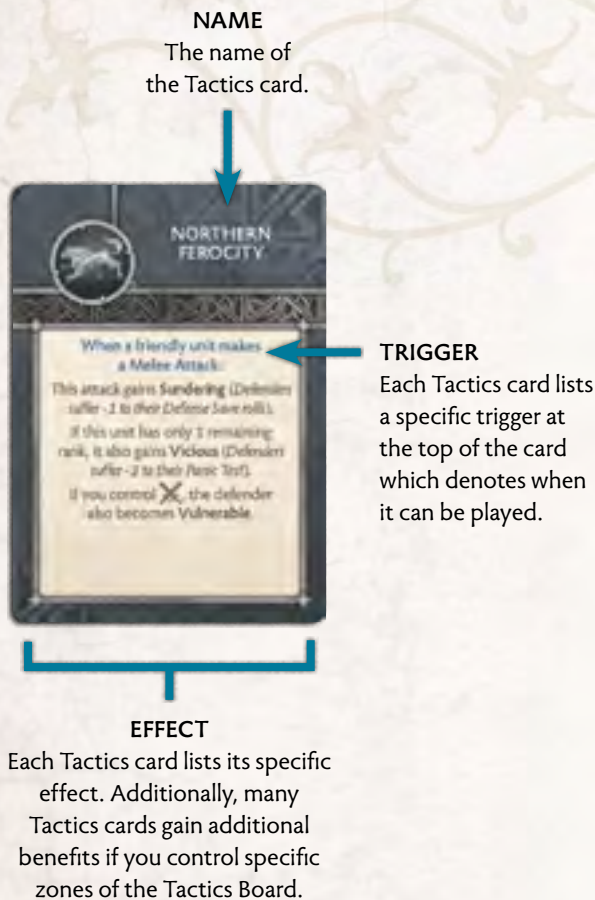 NAME
The name of
the Tactics card.
NORTHERN
FEROCITY
When a friendly unit makes
a Melee Attack:
This attack gains Sundering (Defenders
suffer -1 to their Defense Save rolls).
If this unit has only 1 remaining
rank, it also gains Vicious (Defenders
suffer -2 to their Panic Test).
If you control
, the defender
also becomes Vulnerable.
TRIGGER
Each Tactics card lists
a specific trigger at
the top of the card
which denotes when
it can be played.
EFFECT
Each Tactics card lists its specific
effect. Additionally, many
Tactics cards gain additional
benefits if you control specific
zones of the Tactics Board.